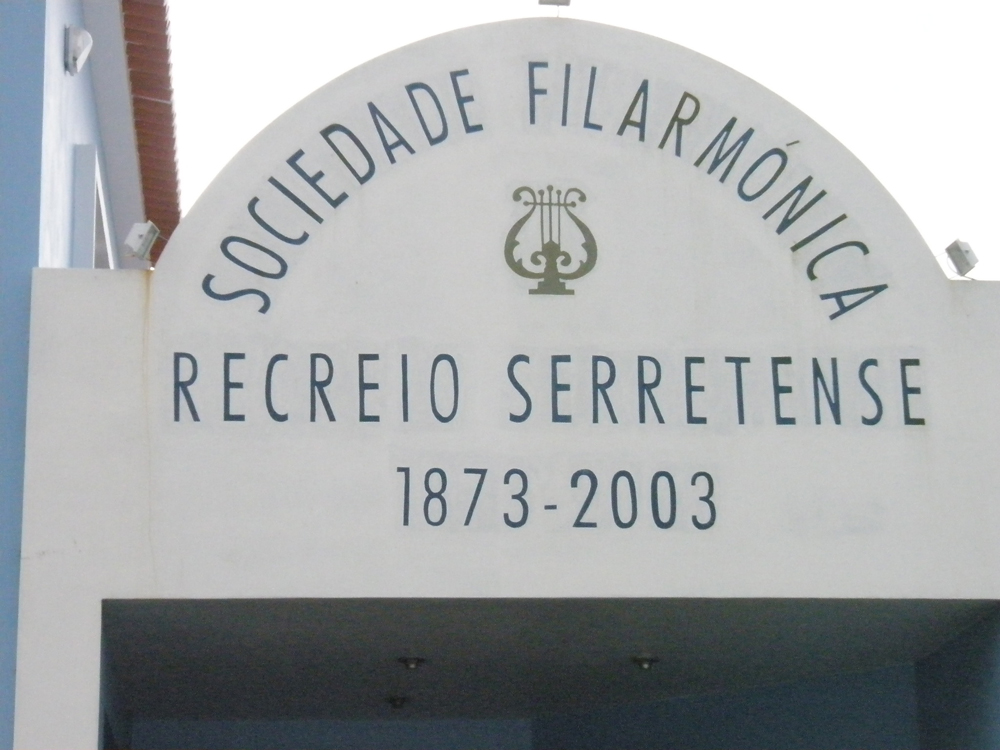 SOCIEDADE FILARMÓNICA
RECREIO SERRETENSE
1873-2003